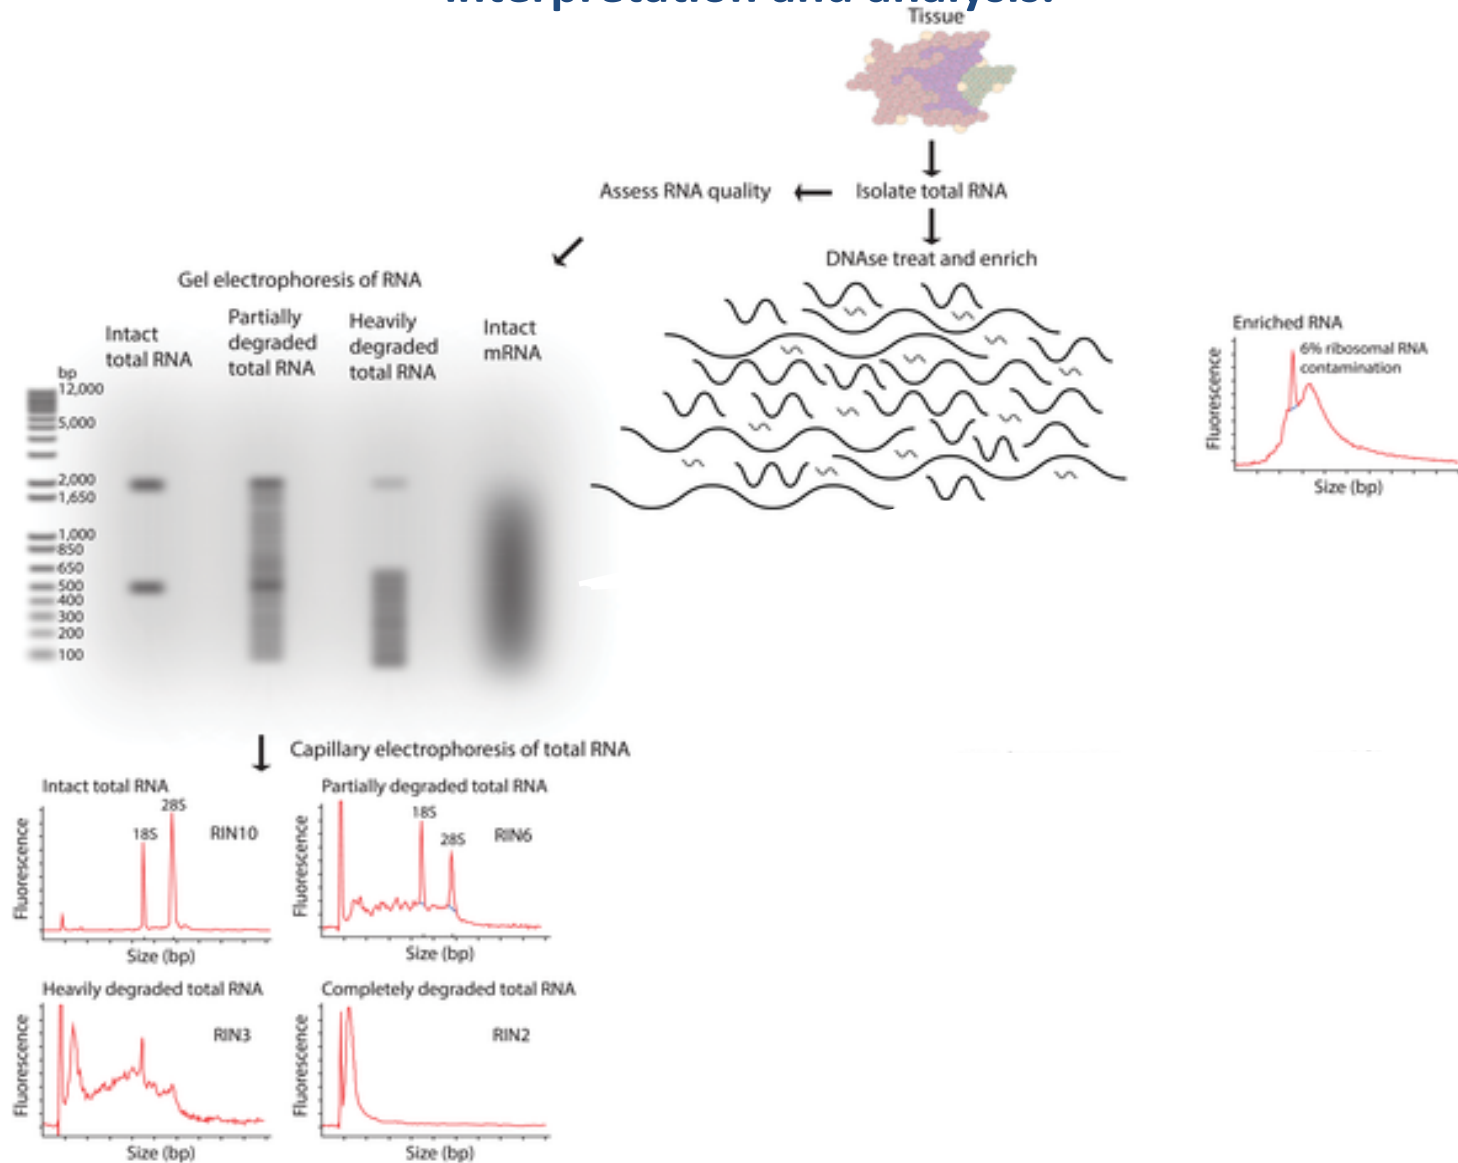 interpretation and analysis.
Tissue
Assess RNA quality
Isolate total RNA
DNAse treat and enrich
Gel electrophoresis of RNA
Intact
total RNA
Partially
degraded
total RNA
Heavily
degraded
total RNA
Intact
mRNA
bp
12,000
5,000
2,000
1,650
1,000
850
650
500
400
300
200
100
Enriched RNA
6% ribosomal RNA
contamination
Fluorescence
Size (bp)
Capillary electrophoresis of total RNA
Intact total RNA
28S
18S
RIN10
Fluorescence
Size (bp)
Partially degraded total RNA
18S
28S
RIN6
Fluorescence
Size (bp)
Heavily degraded total RNA
RIN3
Fluorescence
Size (bp)
Completely degraded total RNA
RIN2
Fluorescence
Size (bp)